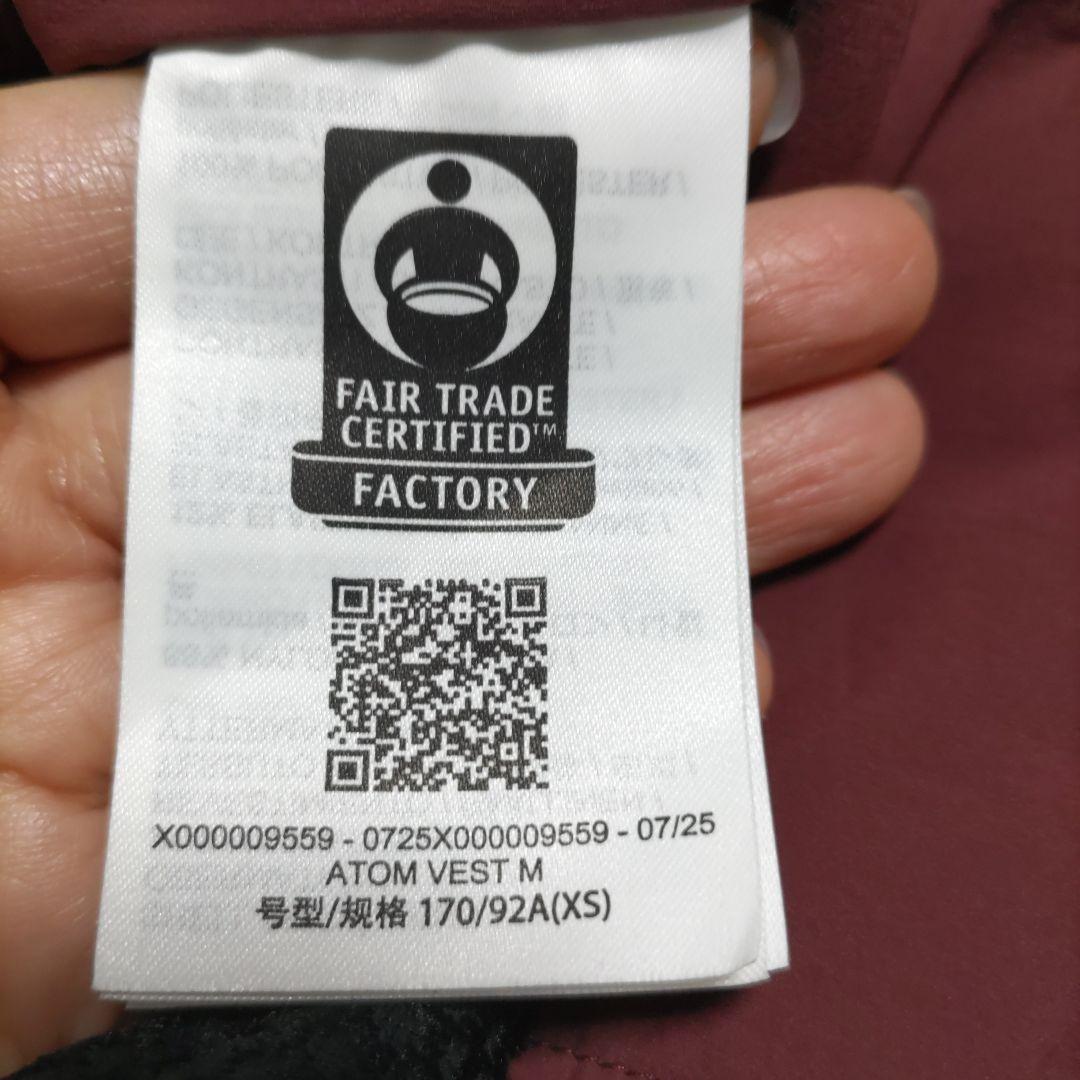 FAIR TRADE
CERTIFIED™
FACTORY
X000009559 - 0725X000009559 - 07/25
ATOM VEST M
号型/规格 170/92A(XS)